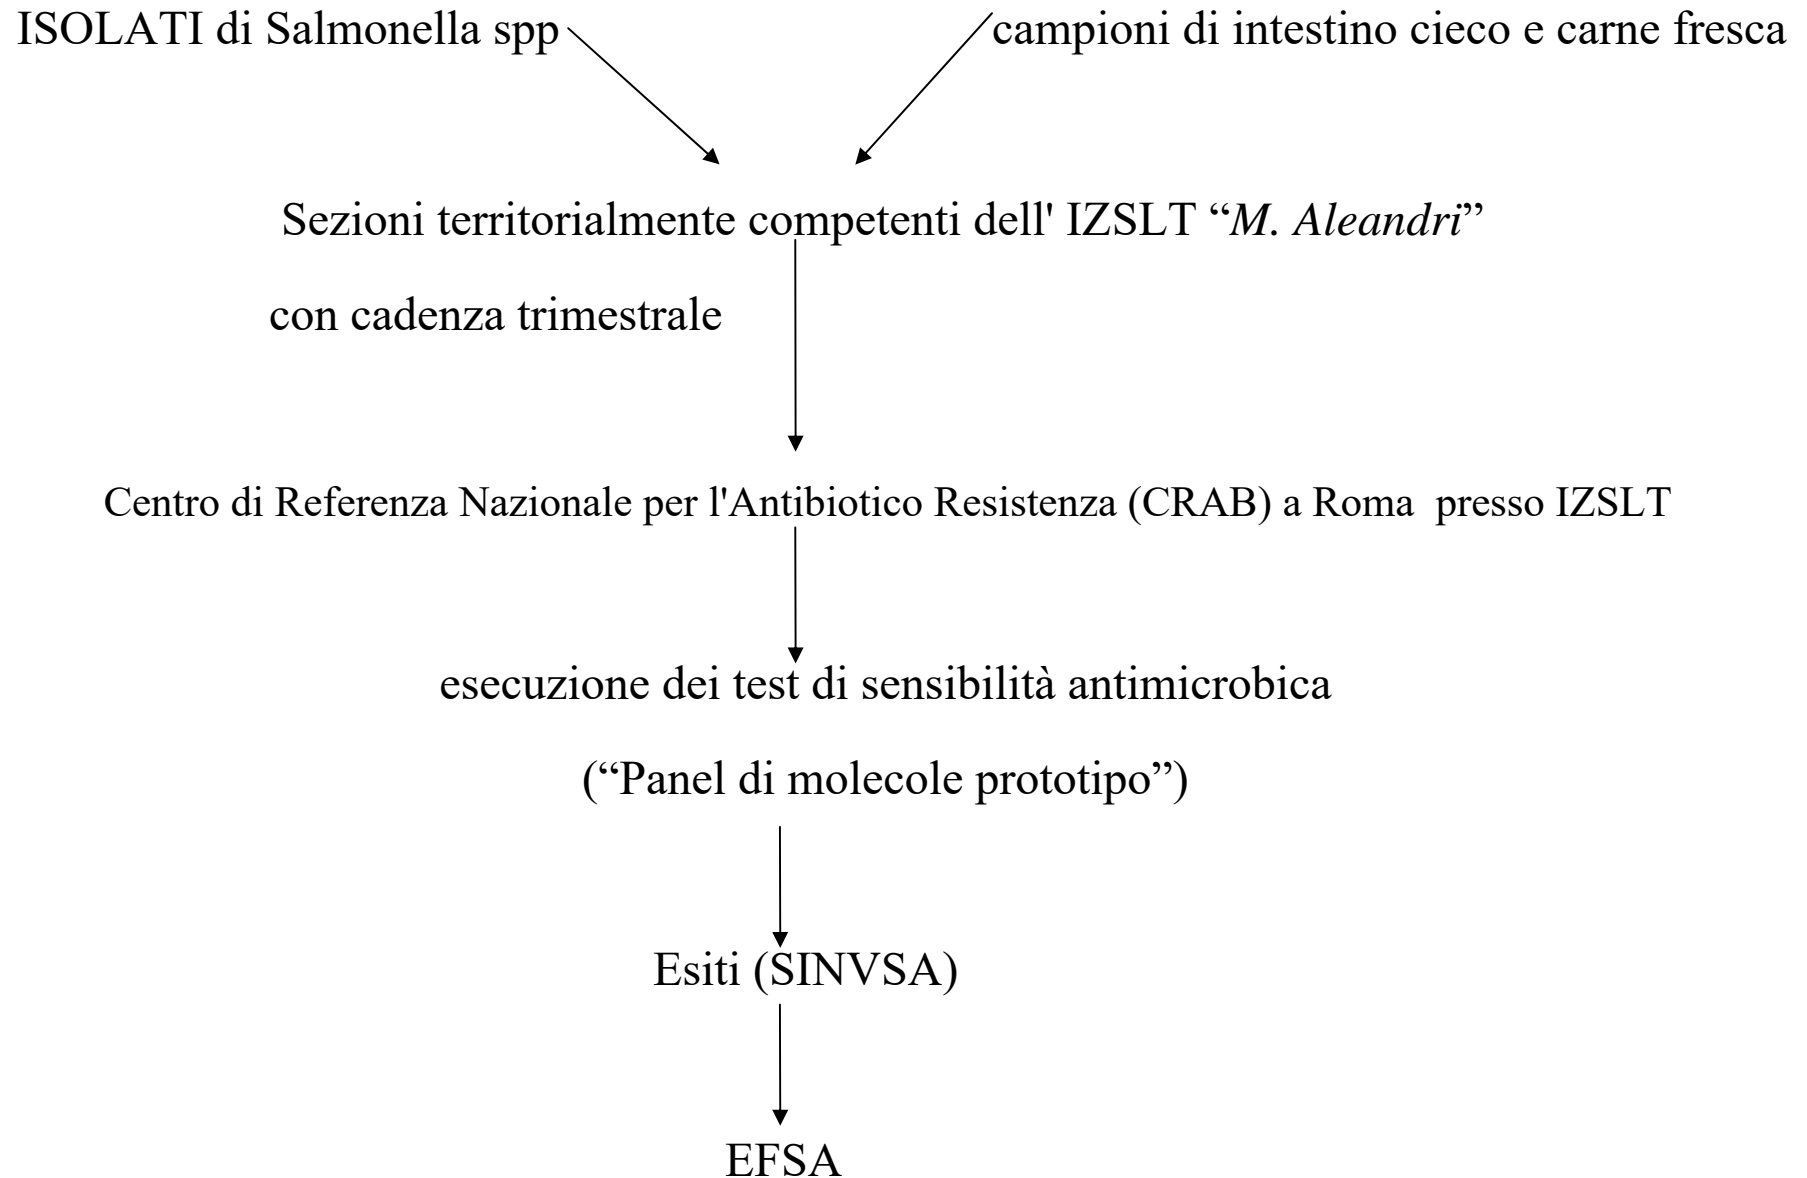 ISOLATI di Salmonella spp
campioni di intestino cieco e carne fresca
Sezioni territorialmente competenti dell' IZSLT “M. Aleandri”
con cadenza trimestrale
Centro di Referenza Nazionale per l'Antibiotico Resistenza (CRAB) a Roma presso IZSLT
esecuzione dei test di sensibilità antimicrobica
(“Panel di molecole prototipo”)
Esiti (SINVSA)
EFSA